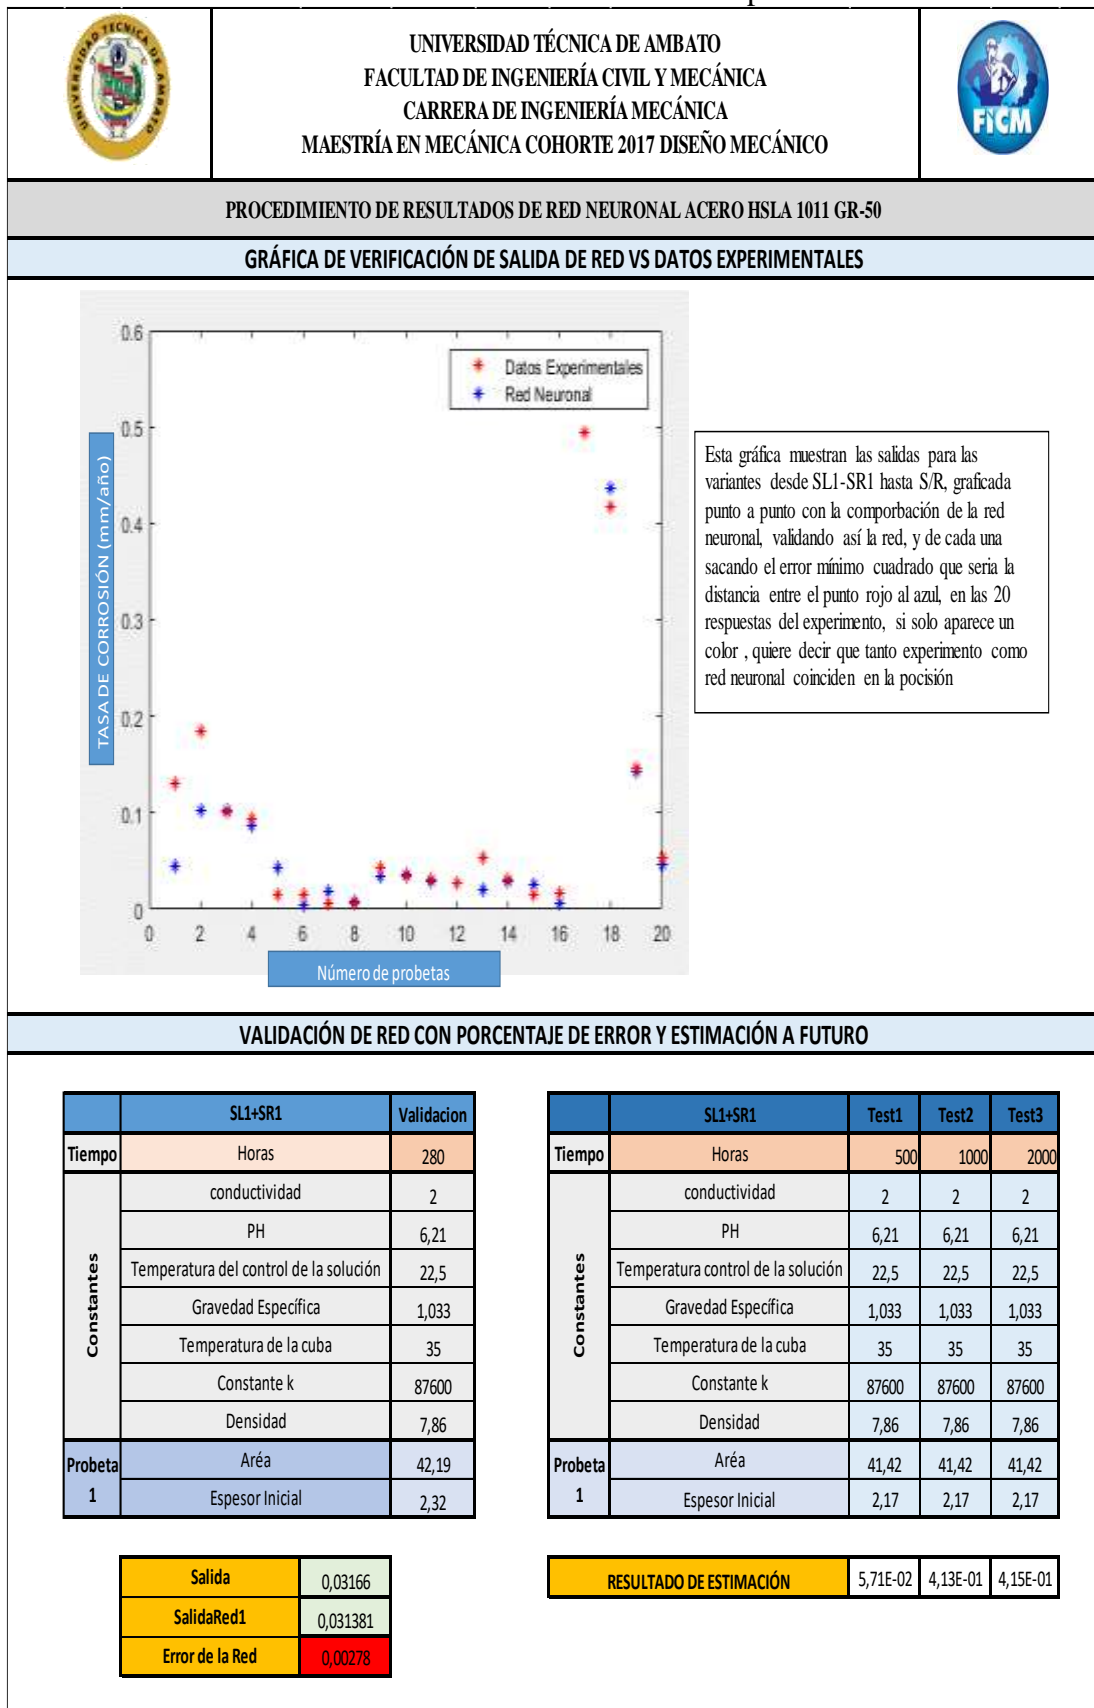 UNIVERSIDAD TÉCNICA DE AMBATO
FACULTAD DE INGENIERÍA CIVIL Y MECÁNICA
CARRERA DE INGENIERÍA MECÁNICA
MAESTRÍA EN MECÁNICA COHORTE 2017 DISEÑO MECÁNICO
UNIVERSIDAD TECNICA DE AMBATO
FICM
PROCEDIMIENTO DE RESULTADOS DE RED NEURONAL ACERO HSLA 1011 GR-50
GRÁFICA DE VERIFICACIÓN DE SALIDA DE RED VS DATOS EXPERIMENTALES
0.6
0.5
0.4
0.3
0.2
0.1
0
TASA DE CORROSIÓN (mm/año)
Datos Experimentales
Red Neuronal
0 2 4 6 8 10 12 14 16 18 20
Número de probetas
Esta gráfica muestran las salidas para las
variantes desde SL1-SR1 hasta S/R, graficada
punto a punto con la comporbación de la red
neuronal, validando así la red, y de cada una
sacando el error mínimo cuadrado que seria la
distancia entre el punto rojo al azul, en las 20
respuestas del experimento, si solo aparece un
color , quiere decir que tanto experimento como
red neuronal coinciden en la pocisión
VALIDACIÓN DE RED CON PORCENTAJE DE ERROR Y ESTIMACIÓN A FUTURO
SL1+SR1 Validacion
Tiempo Horas 280
Constantes
conductividad 2
PH 6,21
Temperatura del control de la solución 22,5
Gravedad Específica 1,033
Temperatura de la cuba 35
Constante k 87600
Densidad 7,86
Probeta 1
Aréa 42,19
Espesor Inicial 2,32
Salida 0,03166
SalidaRed1 0,031381
Error de la Red 0,00278
SL1+SR1 Test1 Test2 Test3
Tiempo Horas 500 1000 2000
Constantes
conductividad 2 2 2
PH 6,21 6,21 6,21
Temperatura control de la solución 22,5 22,5 22,5
Gravedad Específica 1,033 1,033 1,033
Temperatura de la cuba 35 35 35
Constante k 87600 87600 87600
Densidad 7,86 7,86 7,86
Probeta 1
Aréa 41,42 41,42 41,42
Espesor Inicial 2,17 2,17 2,17
RESULTADO DE ESTIMACIÓN 5,71E-02 4,13E-01 4,15E-01